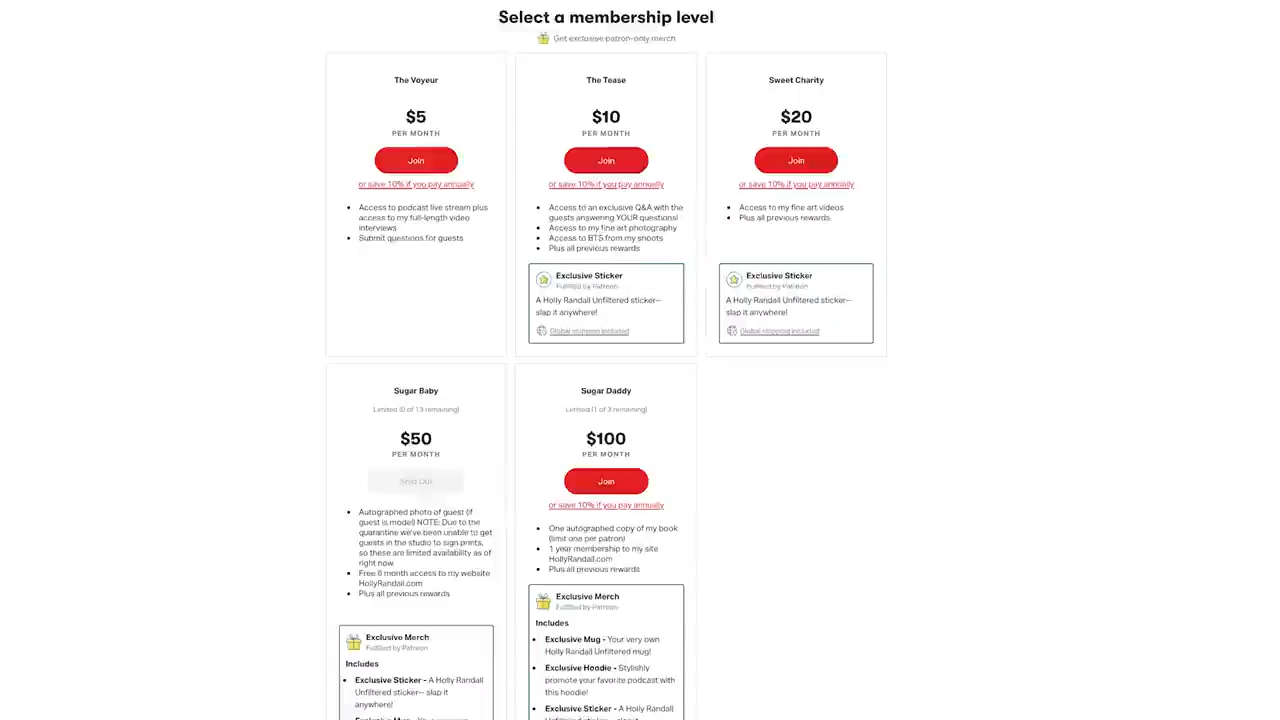 Select a membership level
Get exclusive patron-only merch
The Voyeur
$5
PER MONTH
Join
or save 10% if you pay annually
Access to podcast live stream plus
access to my full-length video
interviews
Submit questions for guests
The Tease
$10
PER MONTH
Join
or save 10% if you pay annually
Access to an exclusive Q&A with the
guests answering YOUR questions!
Access to my fine art photography
Access to BTS from my shoots
Plus all previous rewards
Exclusive Sticker
Fulfilled by Patreon
A Holly Randall Unfiltered sticker—
slap it anywhere!
Global shipping included
Sweet Charity
$20
PER MONTH
Join
or save 10% if you pay annually
Access to my fine art videos
Plus all previous rewards
Exclusive Sticker
Fulfilled by Patreon
A Holly Randall Unfiltered sticker—
slap it anywhere!
Global shipping included
Sugar Baby
Limited (0 of 13 remaining)
$50
PER MONTH
Sold Out
Autographed photo of guest (if
guest is model) NOTE: Due to the
quarantine we've been unable to get
guests in the studio to sign prints,
so these are limited availability as of
right now.
Free 6 month access to my website
HollyRandall.com
Plus all previous rewards
Exclusive Merch
Fulfilled by Patreon
Includes
Exclusive Sticker - A Holly Randall
Unfiltered sticker— slap it
anywhere!
Sugar Daddy
Limited (1 of 3 remaining)
$100
PER MONTH
Join
or save 10% if you pay annually
One autographed copy of my book
(limit one per patron)
1 year membership to my site
HollyRandall.com
Plus all previous rewards
Exclusive Merch
Fulfilled by Patreon
Includes
Exclusive Mug - Your very own
Holly Randall Unfiltered mug!
Exclusive Hoodie - Stylishly
promote your favorite podcast with
this hoodie!
Exclusive Sticker - A Holly Randall